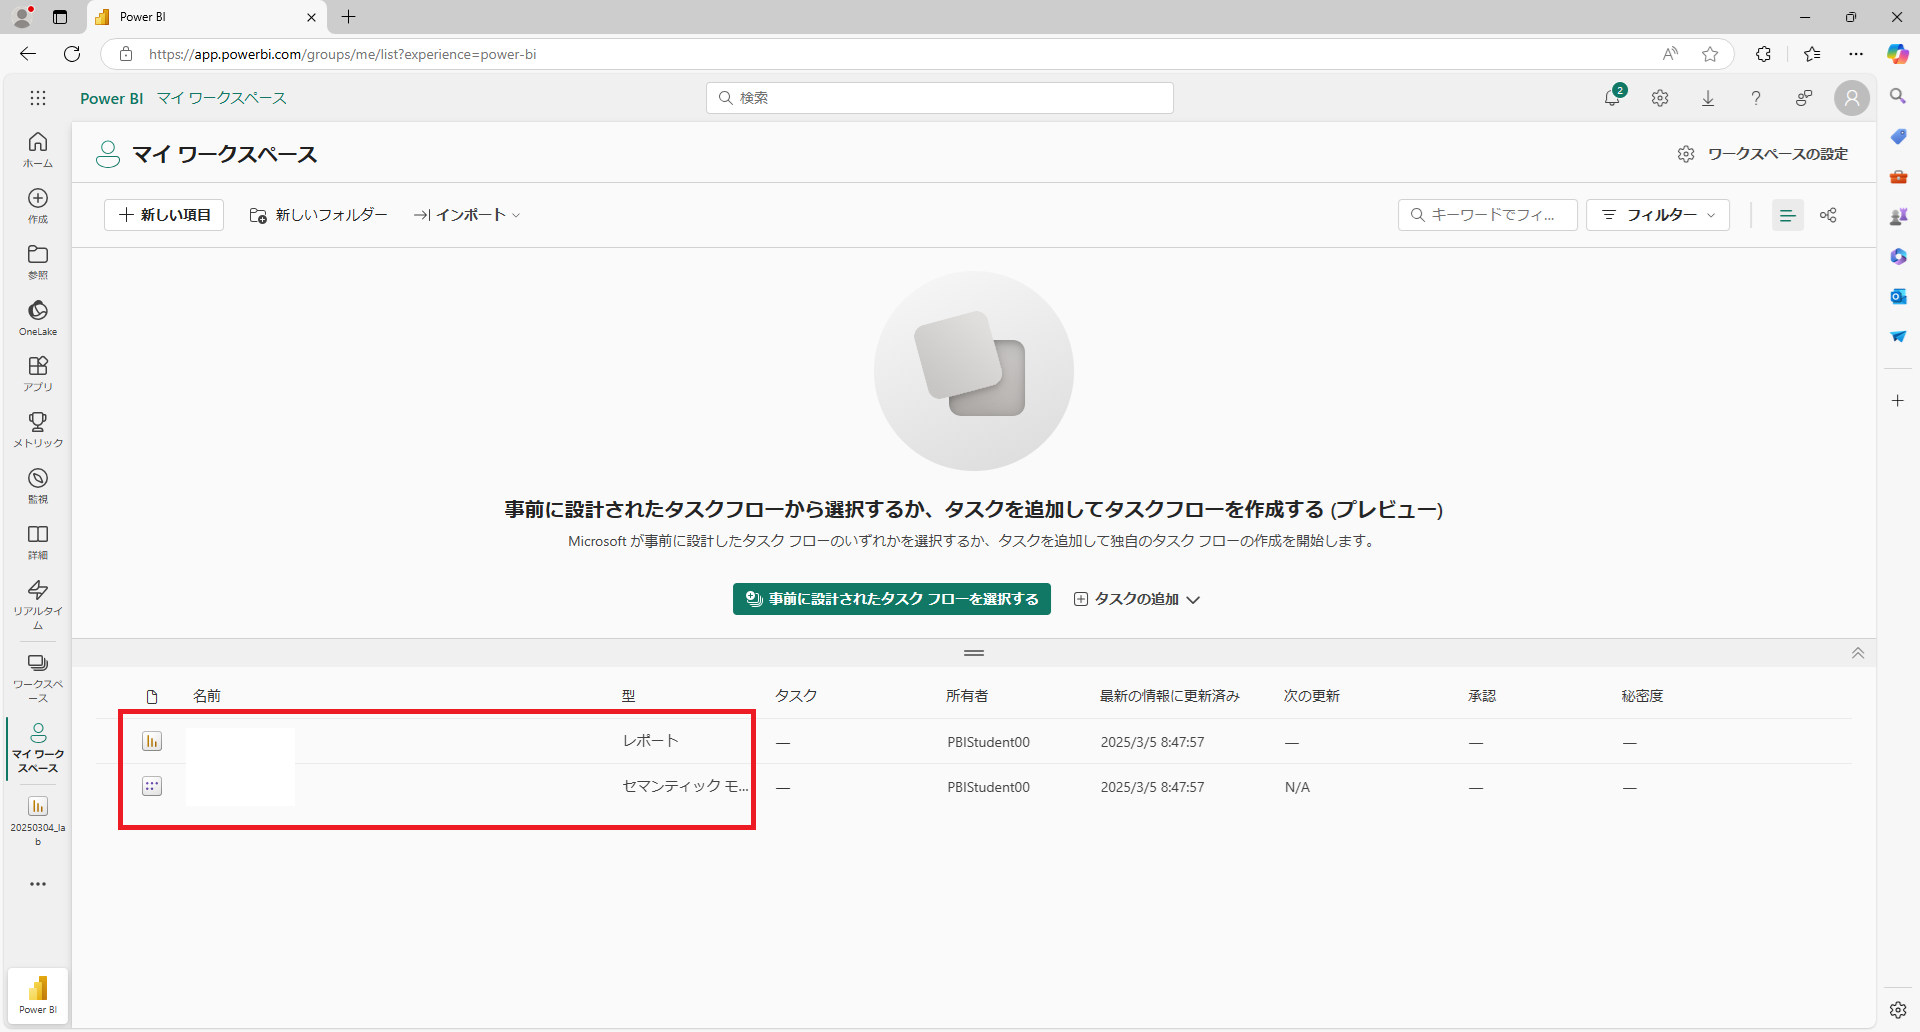 Power BI
https://app.powerbi.com/groups/me/list?experience=power-bi
Power BI マイ ワークスペース
検索
2
ホーム
作成
参照
OneLake
アプリ
メトリック
監視
詳細
リアルタイ
ム
ワークスペ
ース
マイ ワーク
スペース
20250304_la
b
Power BI
マイ ワークスペース
ワークスペースの設定
新しい項目
新しいフォルダー
インポート
キーワードでフィ...
フィルター
事前に設計されたタスクフローから選択するか、タスクを追加してタスクフローを作成する (プレビュー)
Microsoft が事前に設計したタスク フローのいずれかを選択するか、タスクを追加して独自のタスク フローの作成を開始します。
事前に設計されたタスク フローを選択する
タスクの追加
名前 型 タスク 所有者 最新の情報に更新済み 次の更新 承認 秘密度
レポート — PBIStudent00 2025/3/5 8:47:57 — — —
セマンティック モ... — PBIStudent00 2025/3/5 8:47:57 N/A — —